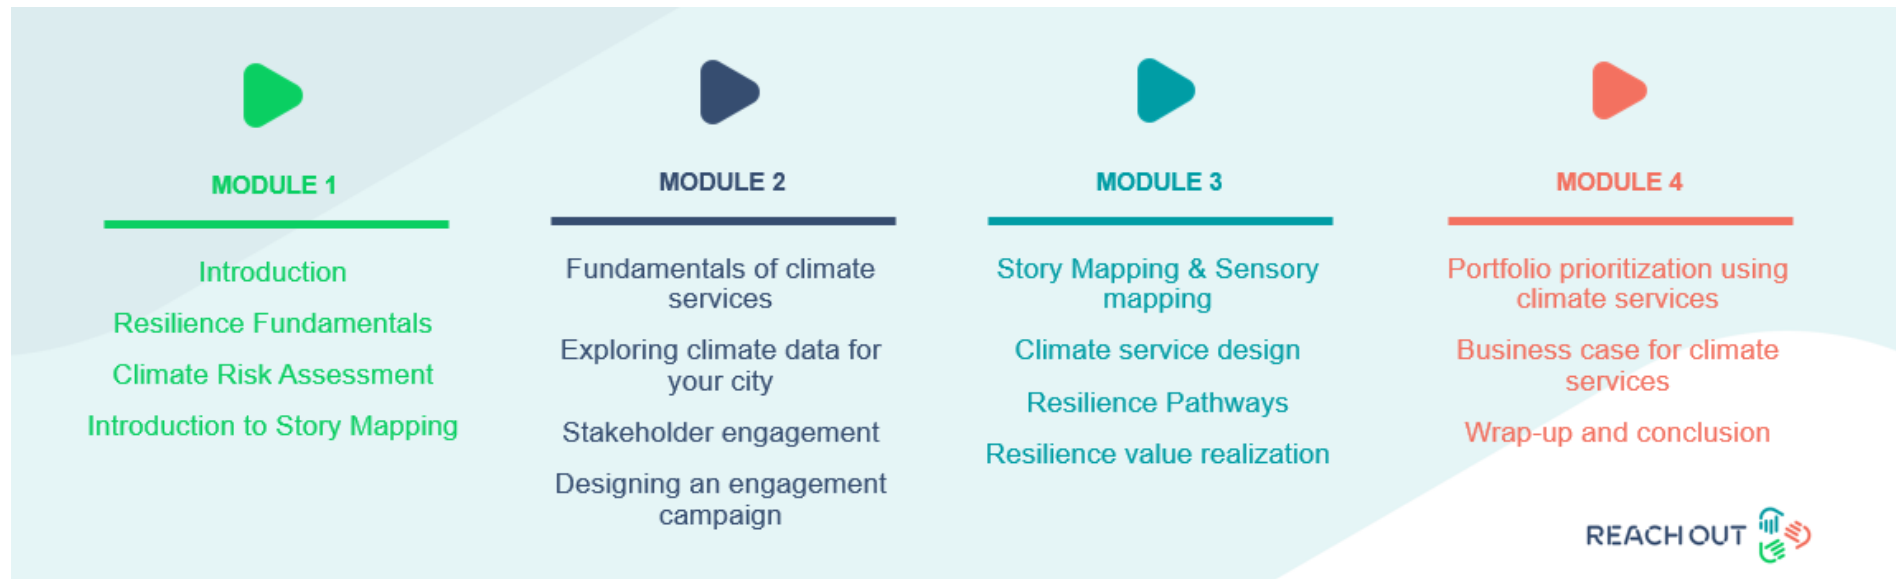 MODULE 1
Introduction
Resilience Fundamentals
Climate Risk Assessment
Introduction to Story Mapping
MODULE 2
Fundamentals of climate
services
Exploring climate data for
your city
Stakeholder engagement
Designing an engagement
campaign
MODULE 3
Story Mapping & Sensory
mapping
Climate service design
Resilience Pathways
Resilience value realization
MODULE 4
Portfolio prioritization using
climate services
Business case for climate
services
Wrap-up and conclusion
REACHOUT